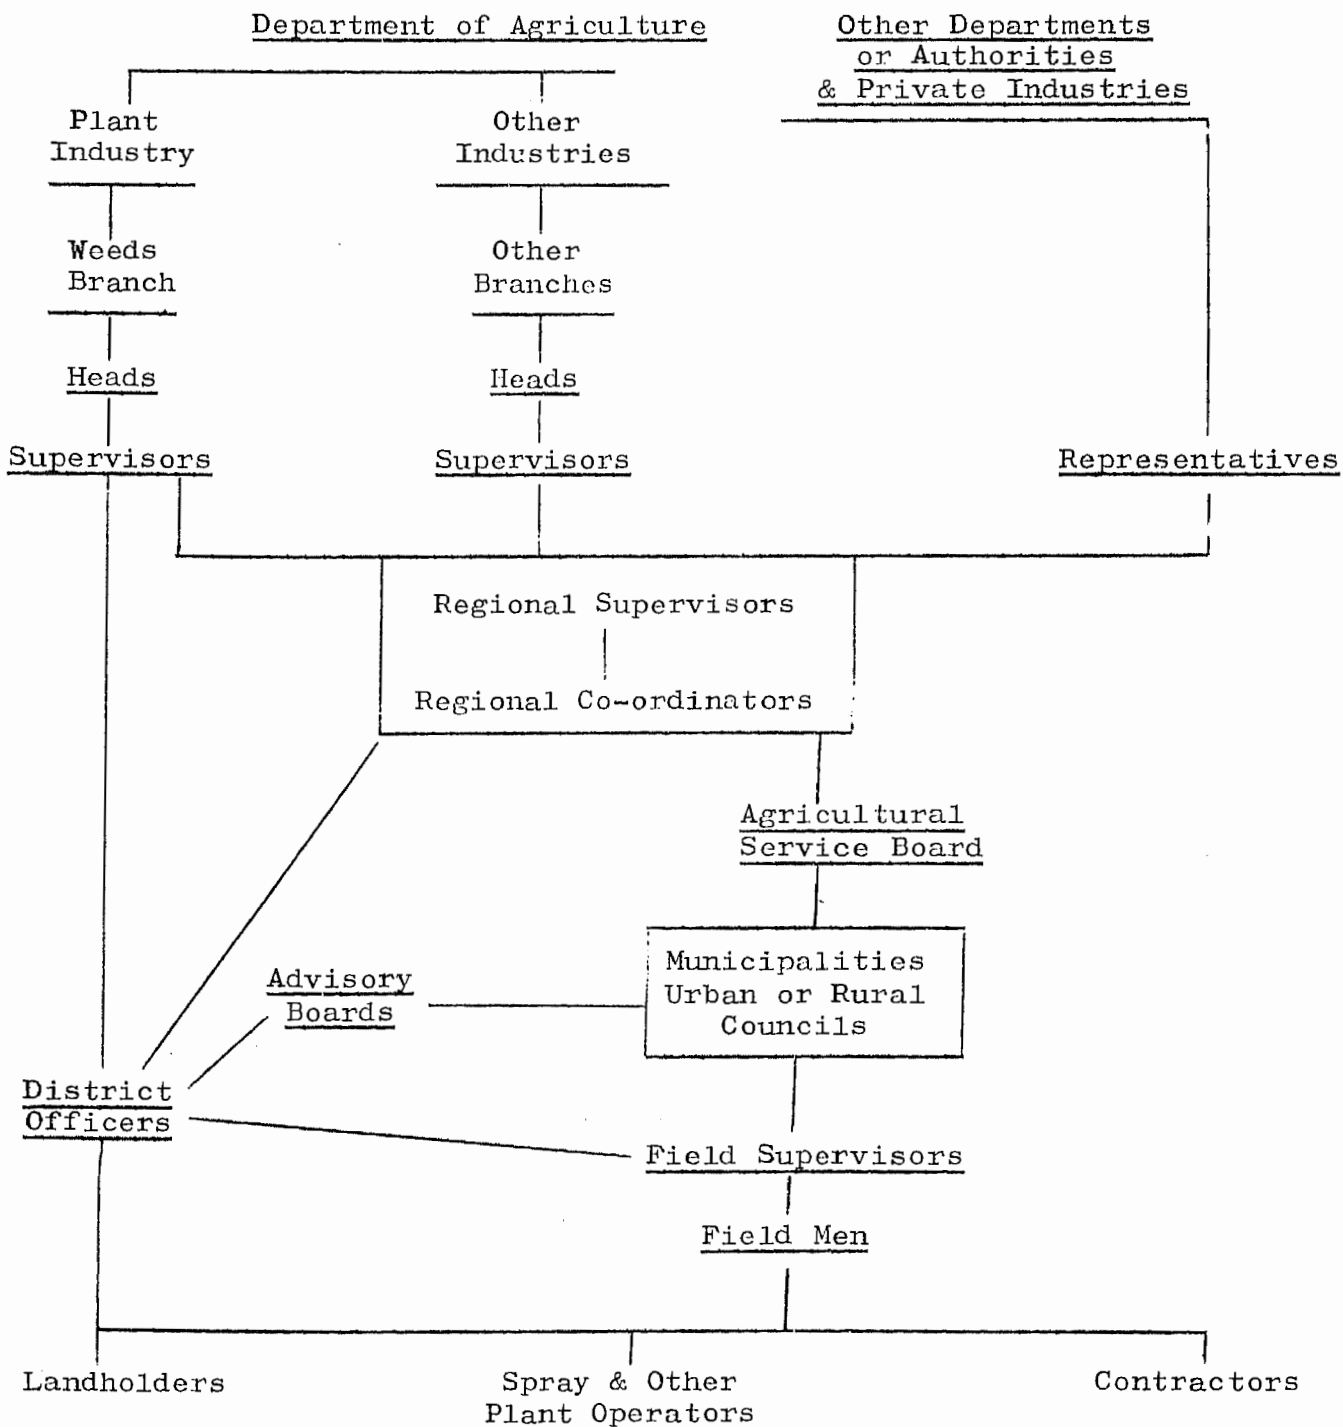 Department of Agriculture
Other Departments
or Authorities
& Private Industries
Plant
Industry
Other
Industries
Weeds
Branch
Other
Branches
Heads
Heads
Supervisors
Supervisors
Representatives
Regional Supervisors
Regional Co-ordinators
Agricultural
Service Board
Municipalities
Urban or Rural
Councils
Advisory
Boards
District
Officers
Field Supervisors
Field Men
Landholders
Spray & Other
Plant Operators
Contractors